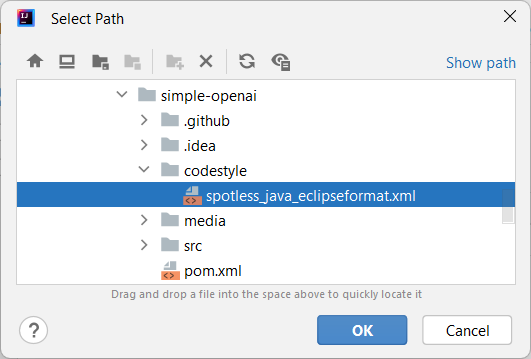 Select Path
Show path
simple-openai
.github
.idea
codestyle
spotless_java_eclipseformat.xml
media
src
pom.xml
Drag and drop a file into the space above to quickly locate it
?
OK
Cancel